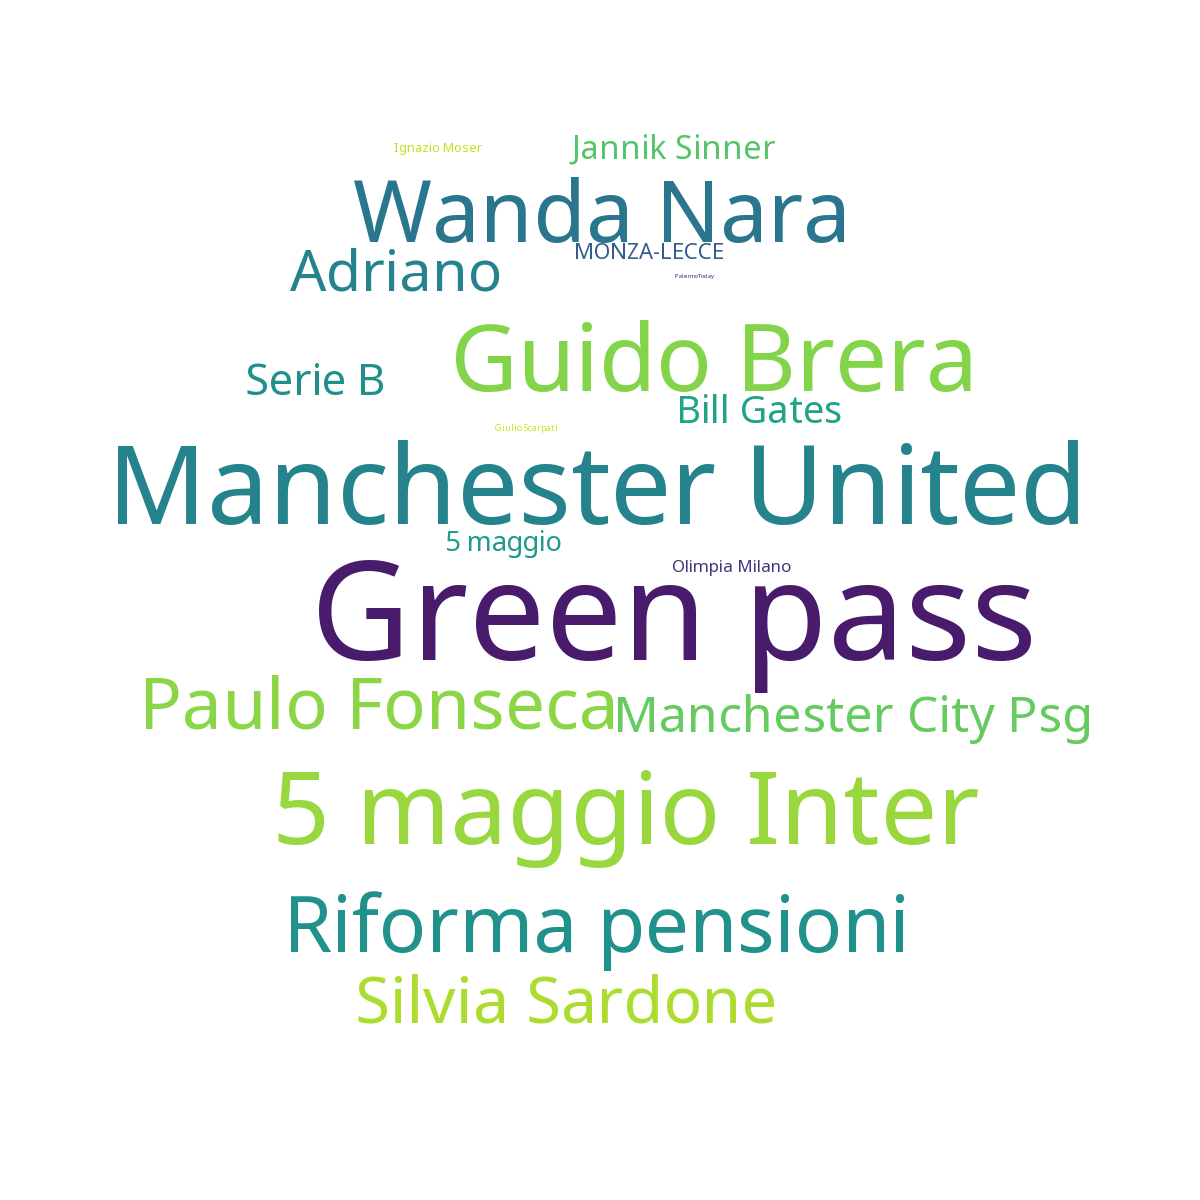 Ignazio Moser
Jannik Sinner
Wanda Nara
MONZA-LECCE
Adriano
PalermoToday
Guido Brera
Serie B
Bill Gates
Giulio Scarpati
Manchester United
5 maggio
Olimpia Milano
Green pass
Paulo Fonseca
Manchester City Psg
5 maggio Inter
Riforma pensioni
Silvia Sardone